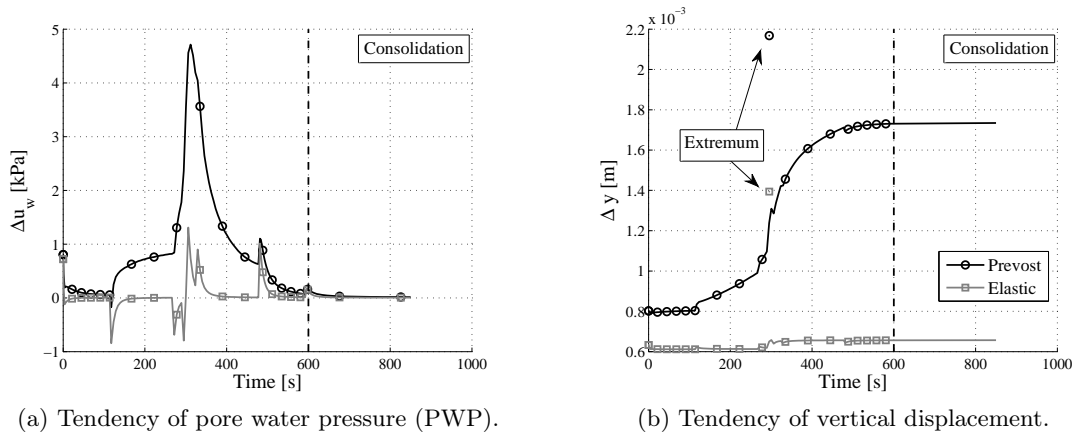 5
4
3
2
1
0
−1
0
200
400
600
800
1000
Δu_w [kPa]
Time [s]
Consolidation
(a) Tendency of pore water pressure (PWP).
x 10⁻³
2.2
2
1.8
1.6
1.4
1.2
1
0.8
0.6
0
200
400
600
800
1000
Δ y [m]
Time [s]
Consolidation
Extremum
Prevost
Elastic
(b) Tendency of vertical displacement.